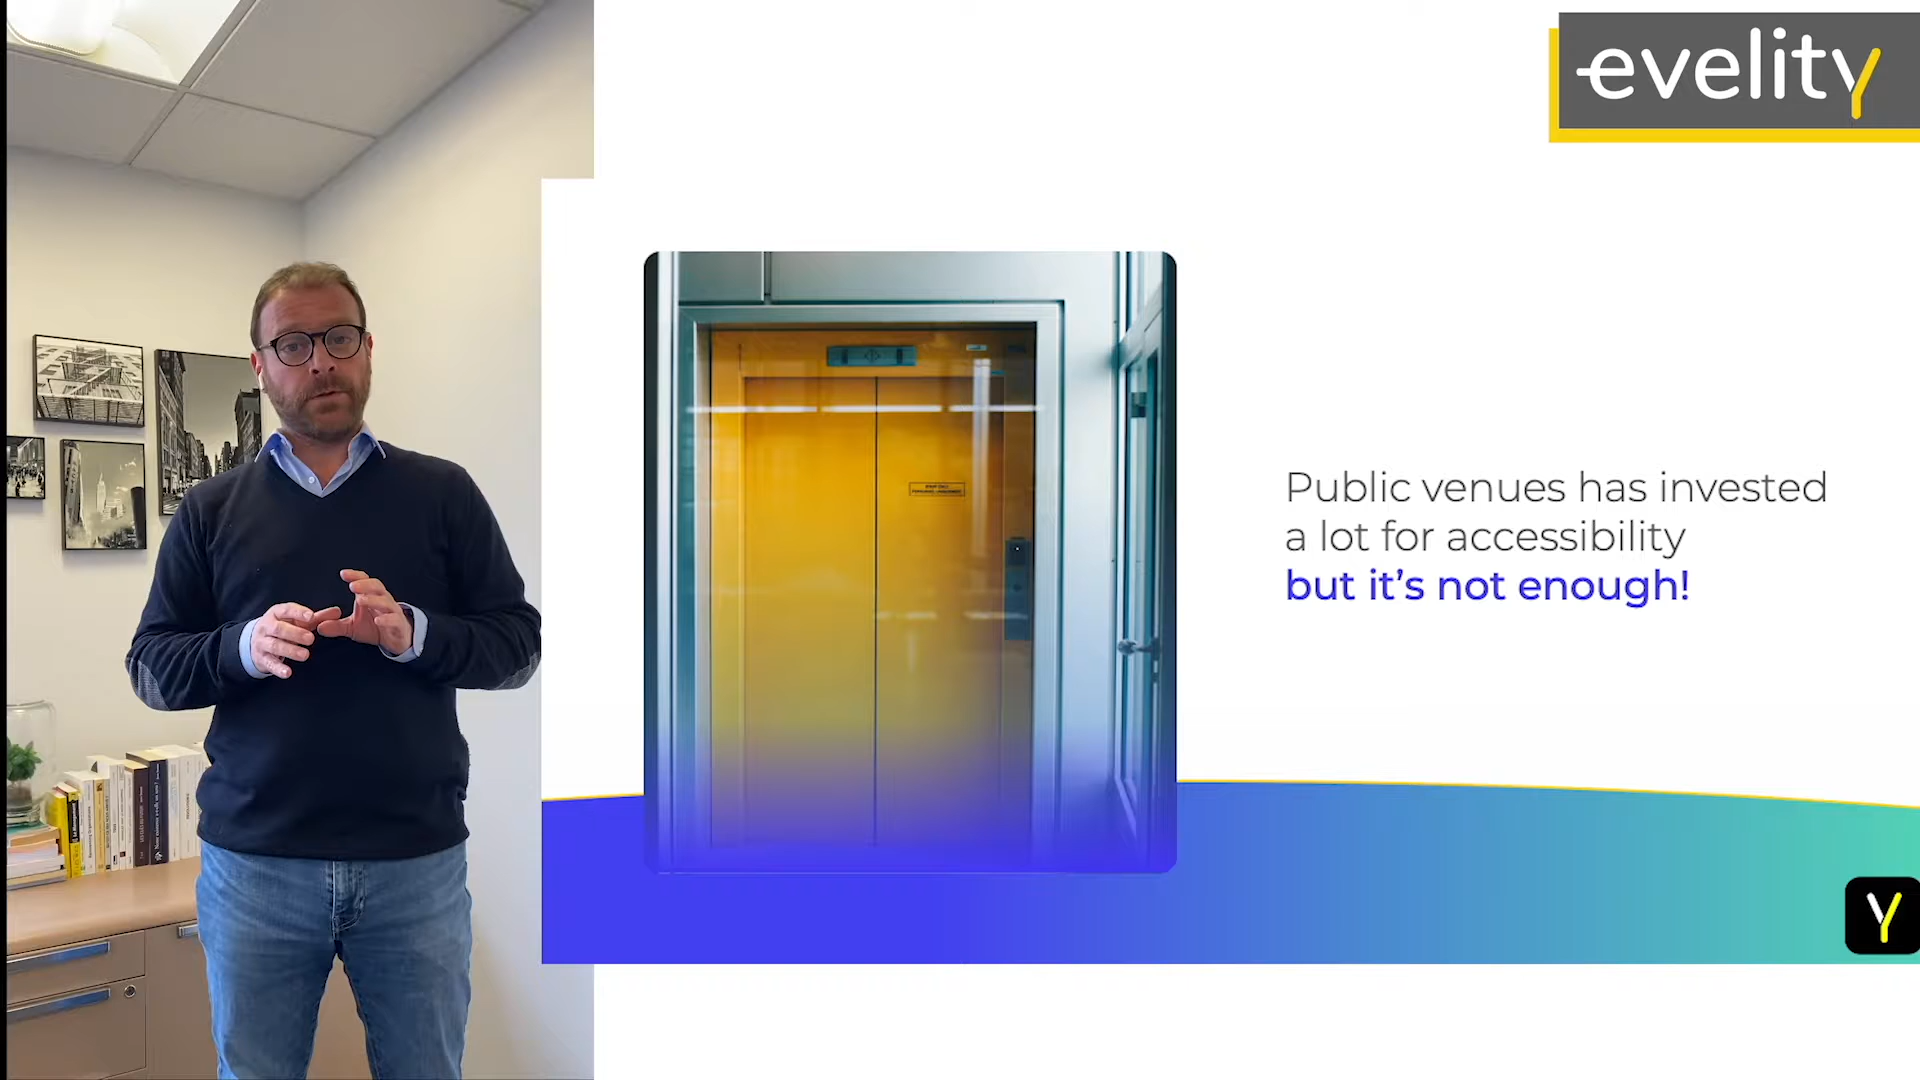 evelity
Public venues has invested
a lot for accessibility
but it's not enough!
Y